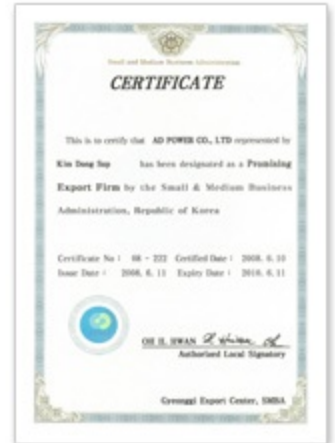 Small and Medium Business Administration
CERTIFICATE
This is to certify that AD POWER CO., LTD represented by
Kim Dong Sup has been designated as a Promising
Export Firm by the Small & Medium Business
Administration, Republic of Korea
Certificate No : 08 - 222 Certified Date : 2008. 6. 10
Issue Date : 2008. 6. 11 Expiry Date : 2010. 6. 11
OH IL HWAN
Authorized Local Signatory
Gyeonggi Export Center, SMBA